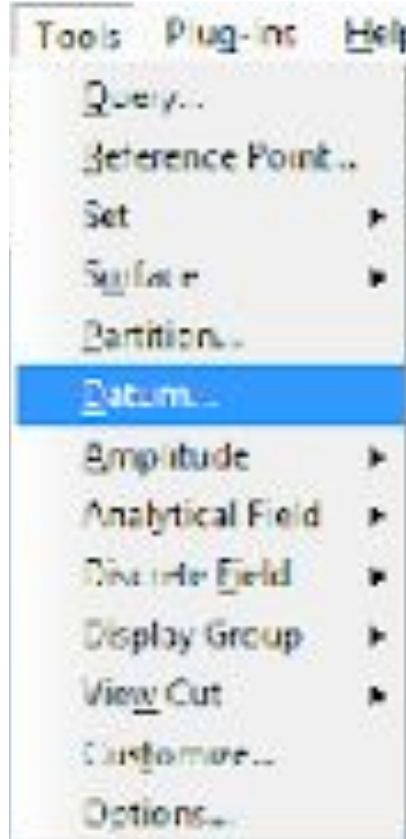 Tools Plug-ins Help
Query...
Reference Point...
Set
Surface
Partition...
Datum...
Amplitude
Analytical Field
Discrete Field
Display Group
View Cut
Customize...
Options...